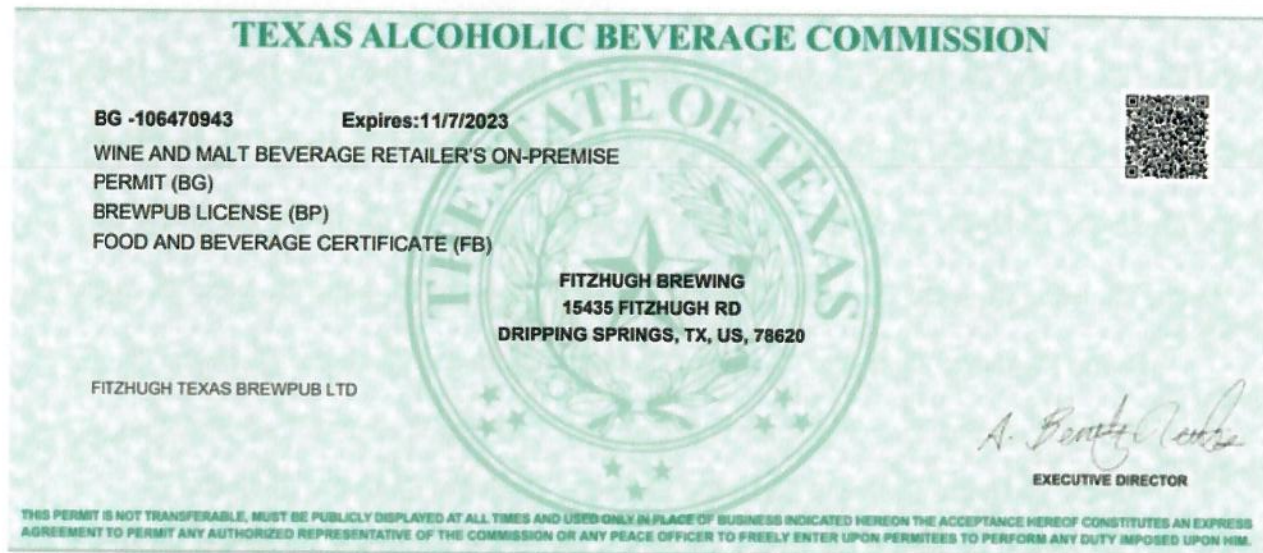 TEXAS ALCOHOLIC BEVERAGE COMMISSION
BG -106470943 Expires:11/7/2023
WINE AND MALT BEVERAGE RETAILER'S ON-PREMISE
PERMIT (BG)
BREWPUB LICENSE (BP)
FOOD AND BEVERAGE CERTIFICATE (FB)
THE STATE OF TEXAS
FITZHUGH BREWING
15435 FITZHUGH RD
DRIPPING SPRINGS, TX, US, 78620
FITZHUGH TEXAS BREWPUB LTD
A.
EXECUTIVE DIRECTOR
THIS PERMIT IS NOT TRANSFERABLE, MUST BE PUBLICLY DISPLAYED AT ALL TIMES AND USED ONLY IN PLACE OF BUSINESS INDICATED HEREON THE ACCEPTANCE HEREOF CONSTITUTES AN EXPRESS
AGREEMENT TO PERMIT ANY AUTHORIZED REPRESENTATIVE OF THE COMMISSION OR ANY PEACE OFFICER TO FREELY ENTER UPON PERMITEES TO PERFORM ANY DUTY IMPOSED UPON HIM.